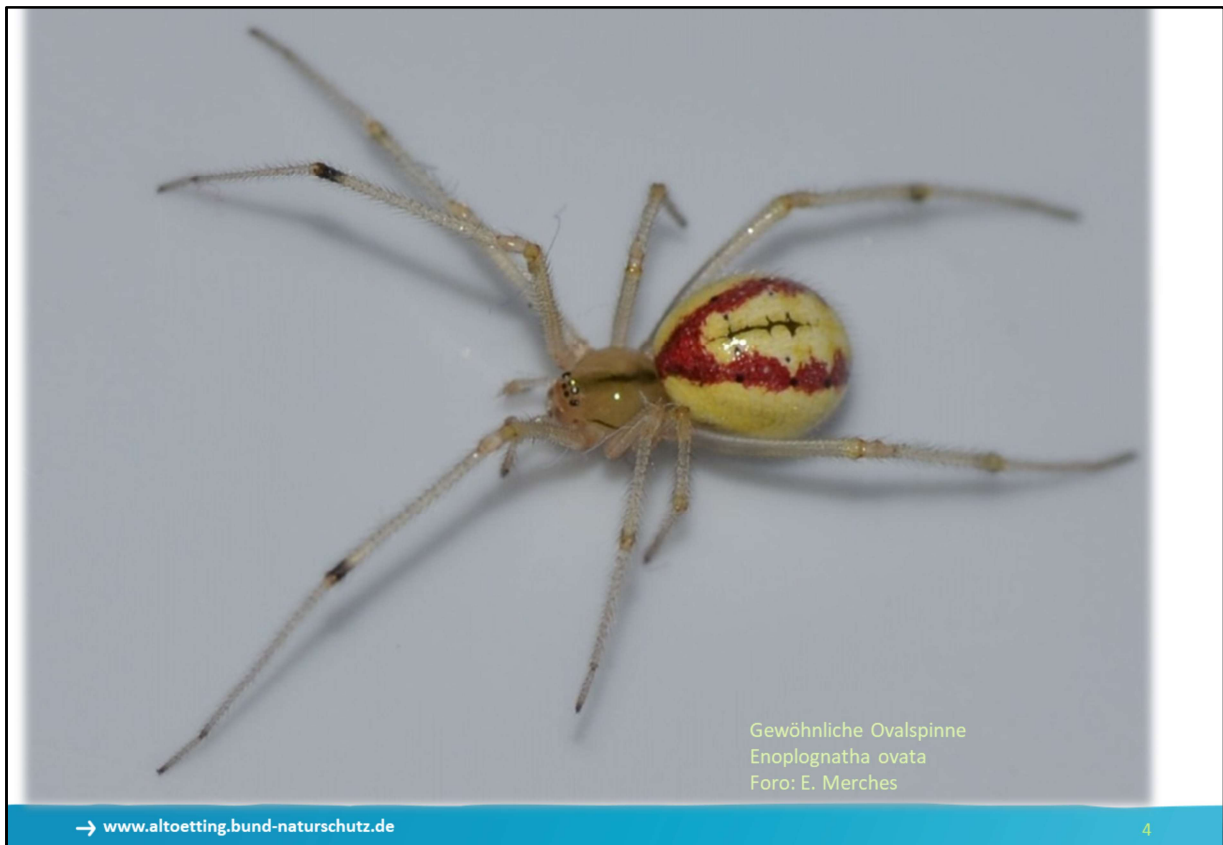 Gewöhnliche Ovalspinne
Enoplognatha ovata
Foro: E. Merches
→ www.altoetting.bund-naturschutz.de
4